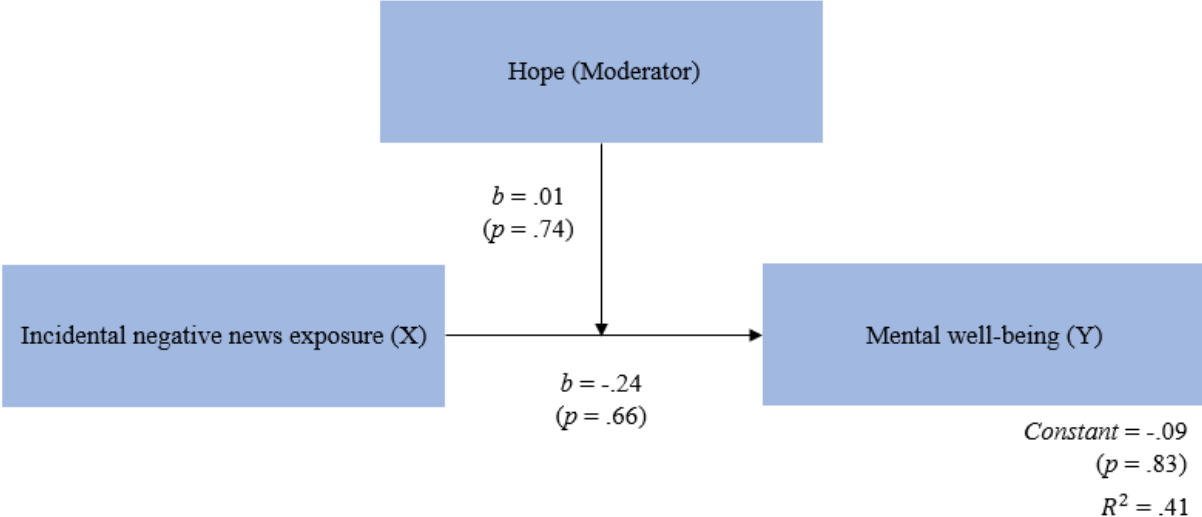 Hope (Moderator)
b = .01
(p = .74)
Incidental negative news exposure (X)
Mental well-being (Y)
b = -.24
(p = .66)
Constant = -.09
(p = .83)
R² = .41